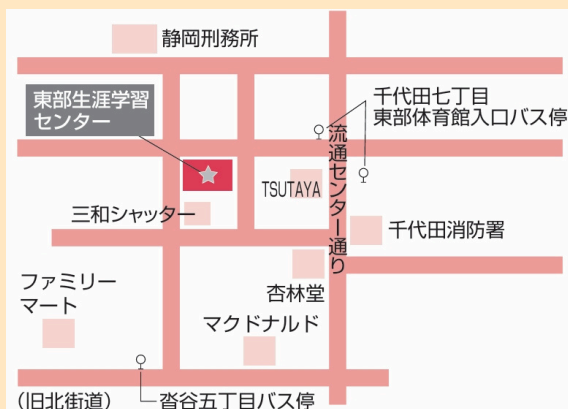 静岡刑務所
東部生涯学習
センター
千代田七丁目
東部体育館入口バス停
流通センター通り
TSUTAYA
三和シャッター
千代田消防署
杏林堂
ファミリー
マート
マクドナルド
(旧北街道)
沓谷五丁目バス停